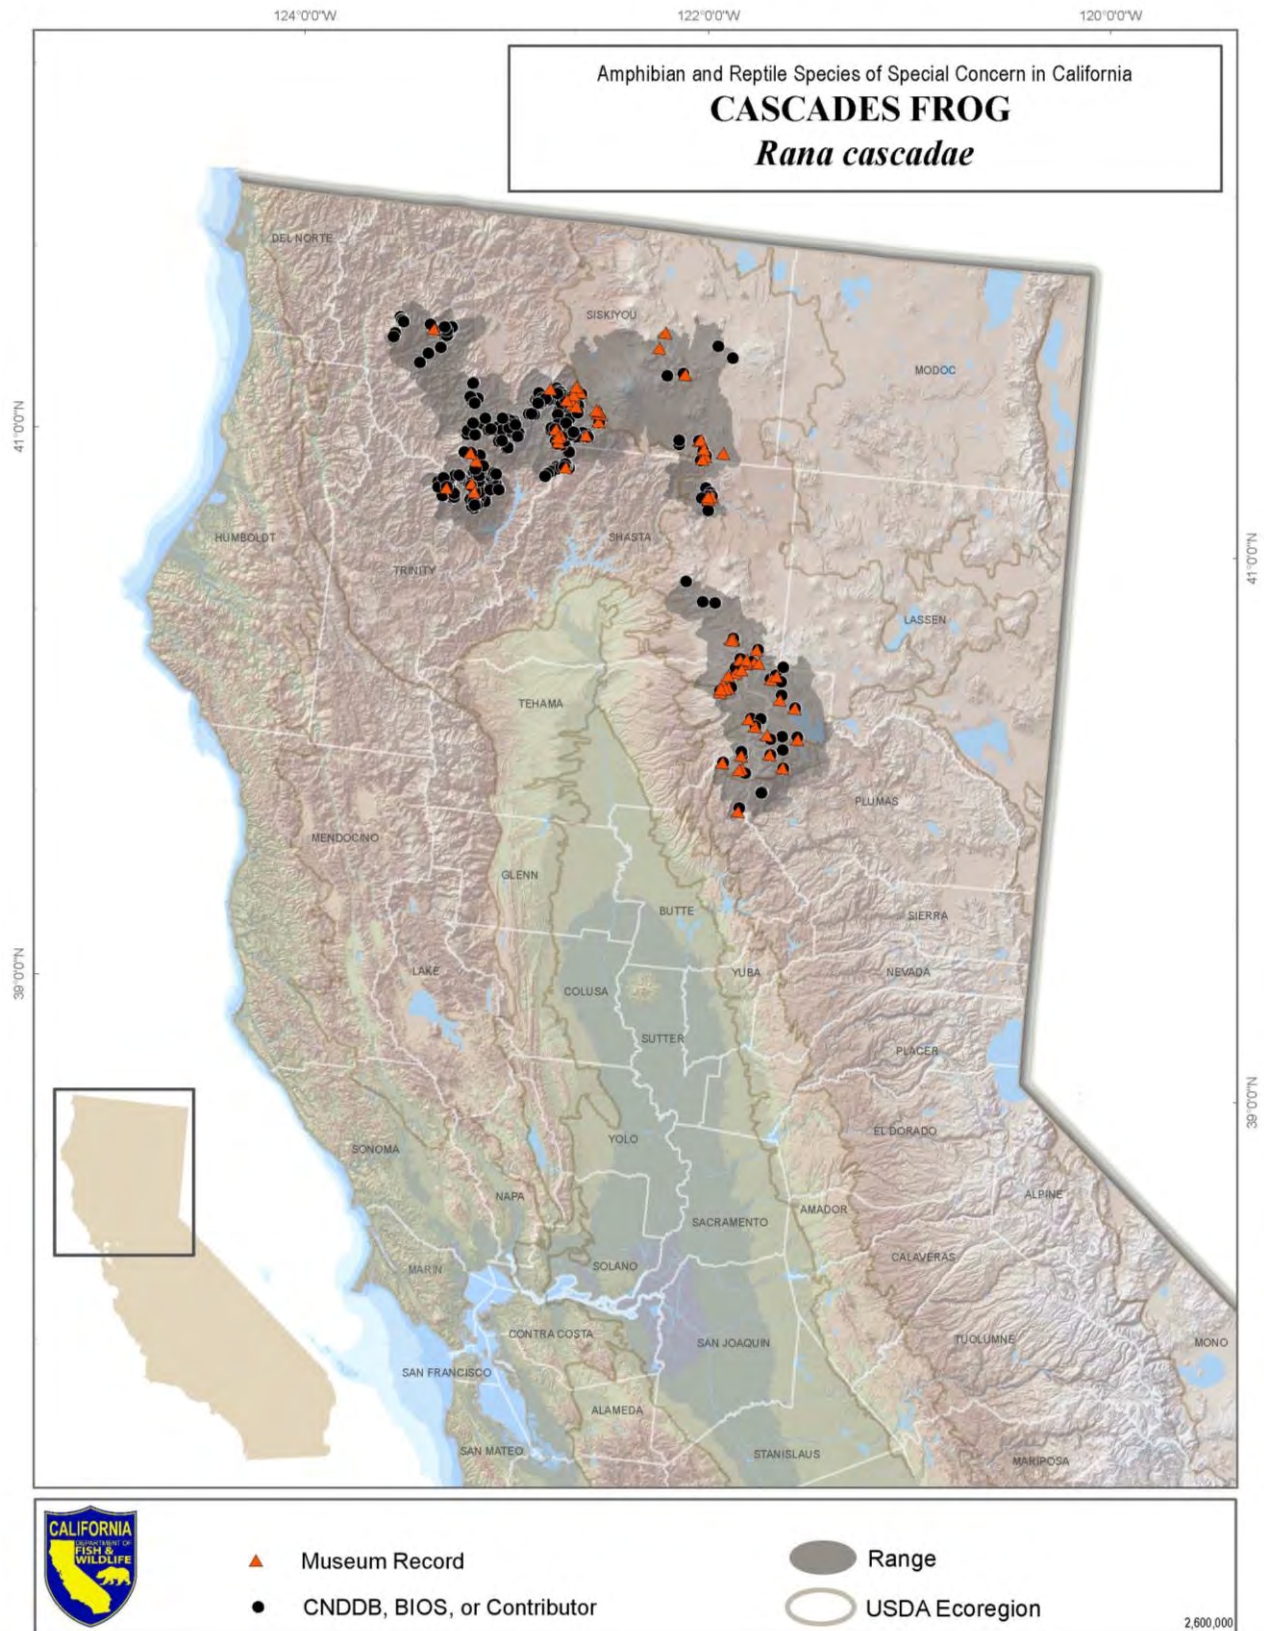 124°0'0"W
122°0'0"W
120°0'0"W
Amphibian and Reptile Species of Special Concern in California
CASCADES FROG
Rana cascadae
DEL NORTE
SISKIYOU
MODOC
41°0'0"N
HUMBOLDT
SHASTA
41°0'0"N
TRINITY
LASSEN
TEHAMA
PLUMAS
MENDOCINO
GLENN
BUTTE
SIERRA
LAKE
YUBA
NEVADA
39°0'0"N
COLUSA
SUTTER
PLACER
39°0'0"N
YOLO
EL DORADO
SONOMA
NAPA
ALPINE
SACRAMENTO
AMADOR
CALAVERAS
MARIN
SOLANO
CONTRA COSTA
SAN JOAQUIN
TUOLUMNE
MONO
SAN FRANCISCO
ALAMEDA
SAN MATEO
STANISLAUS
MARIPOSA
CALIFORNIA
DEPARTMENT OF
FISH &
WILDLIFE
Museum Record
Range
CNDDB, BIOS, or Contributor
USDA Ecoregion
2,600,000